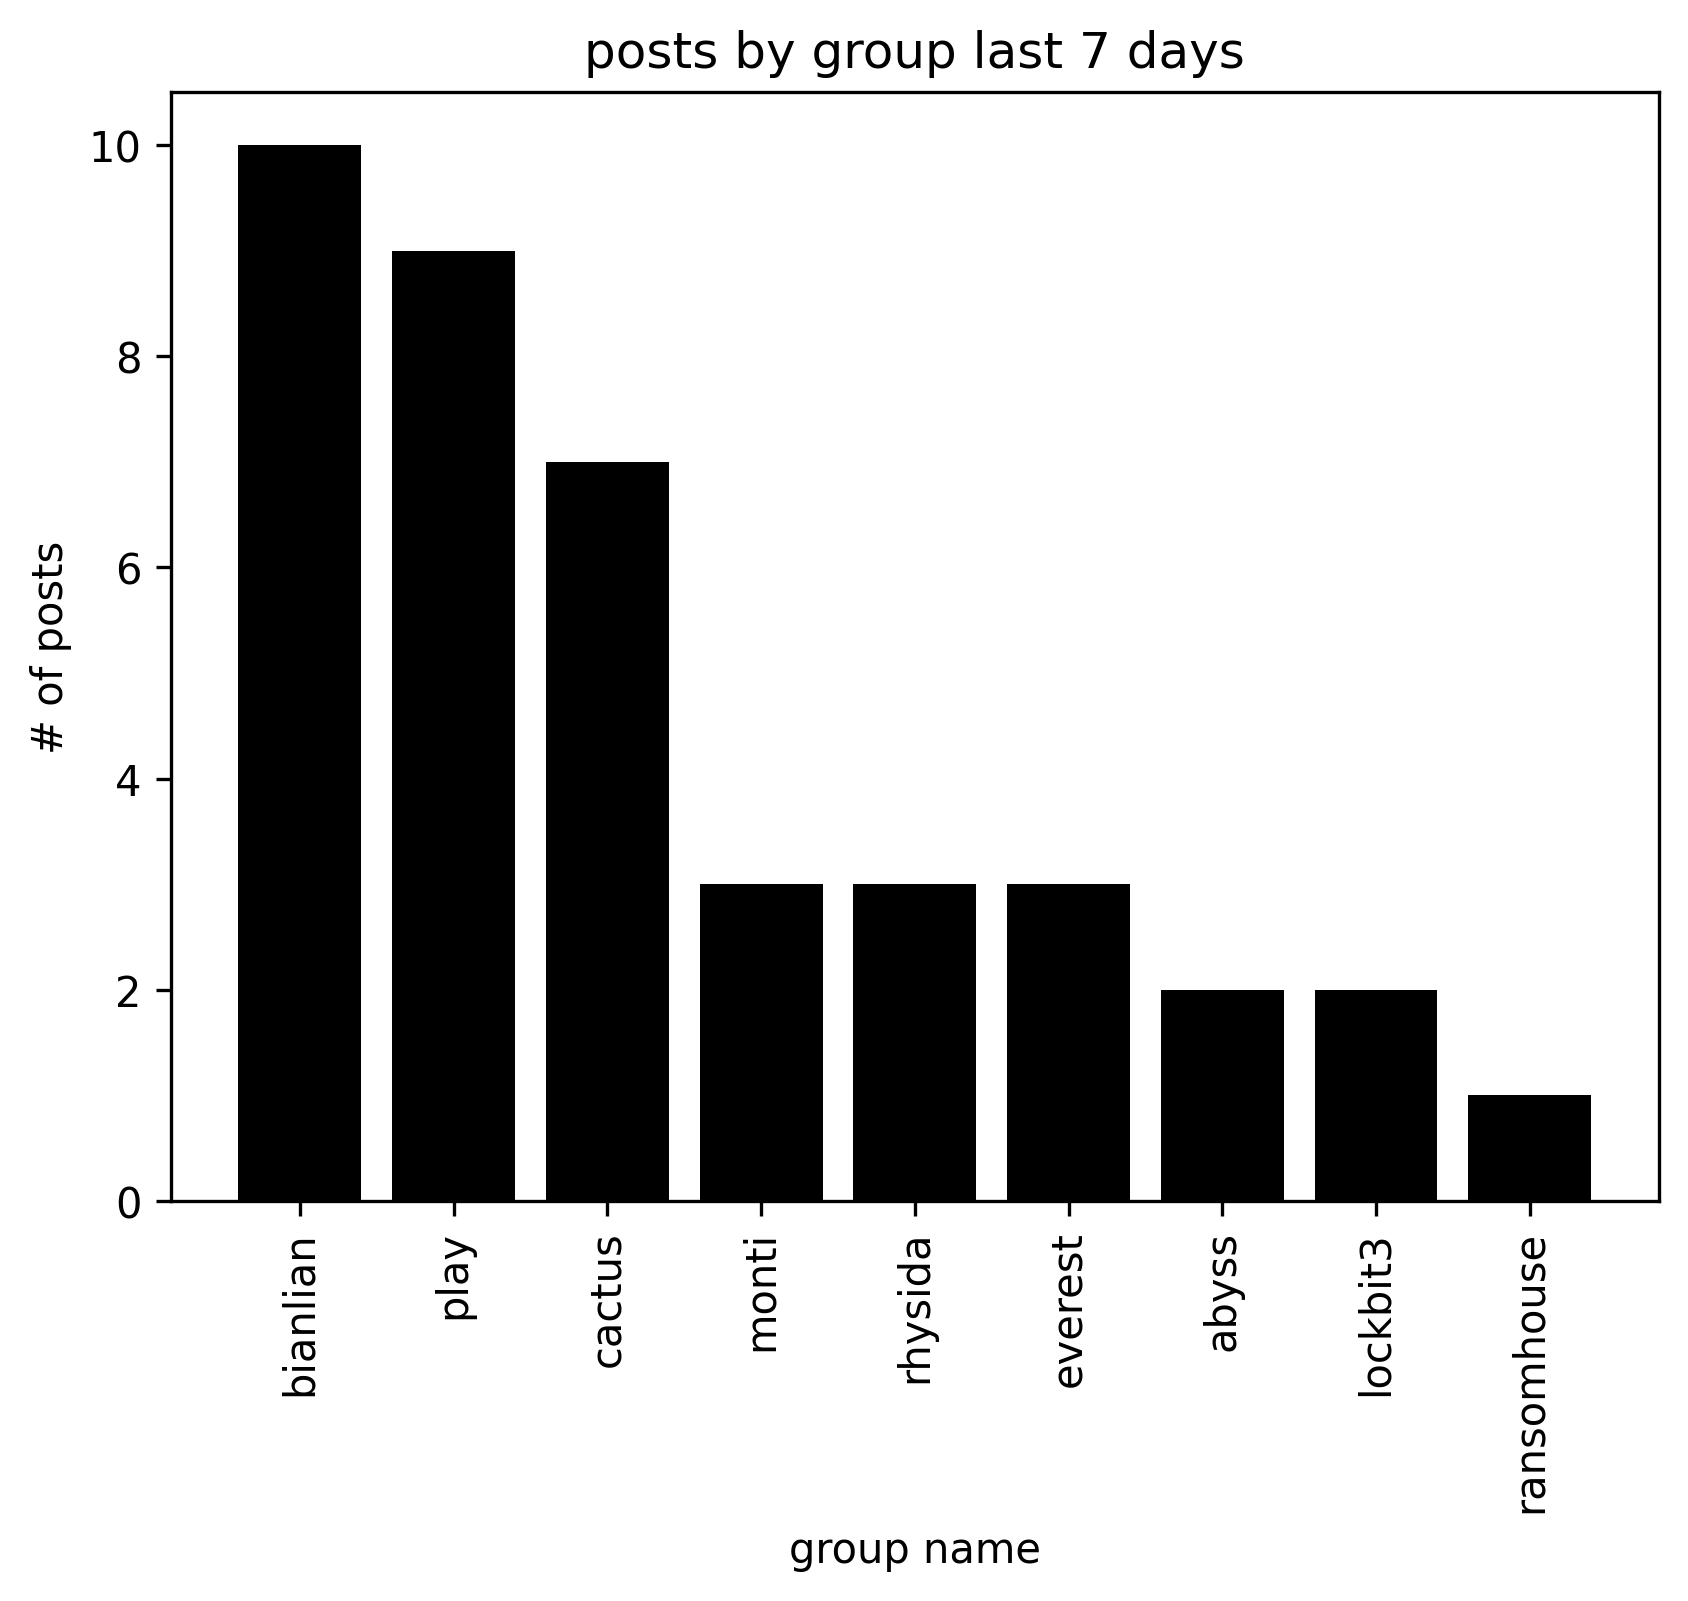 posts by group last 7 days
10
8
6
4
2
0
# of posts
bianlian
play
cactus
monti
rhysida
everest
abyss
lockbit3
ransomhouse
group name